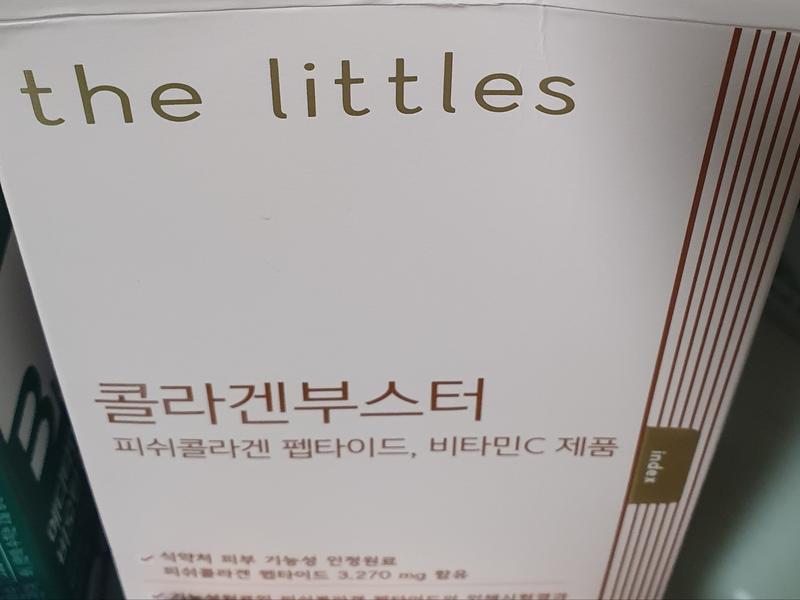 the littles
콜라겐부스터
피쉬콜라겐 펩타이드, 비타민C 제품
index
식약처 피부 기능성 인정원료
피쉬콜라겐 펩타이드 3,270 mg 함유